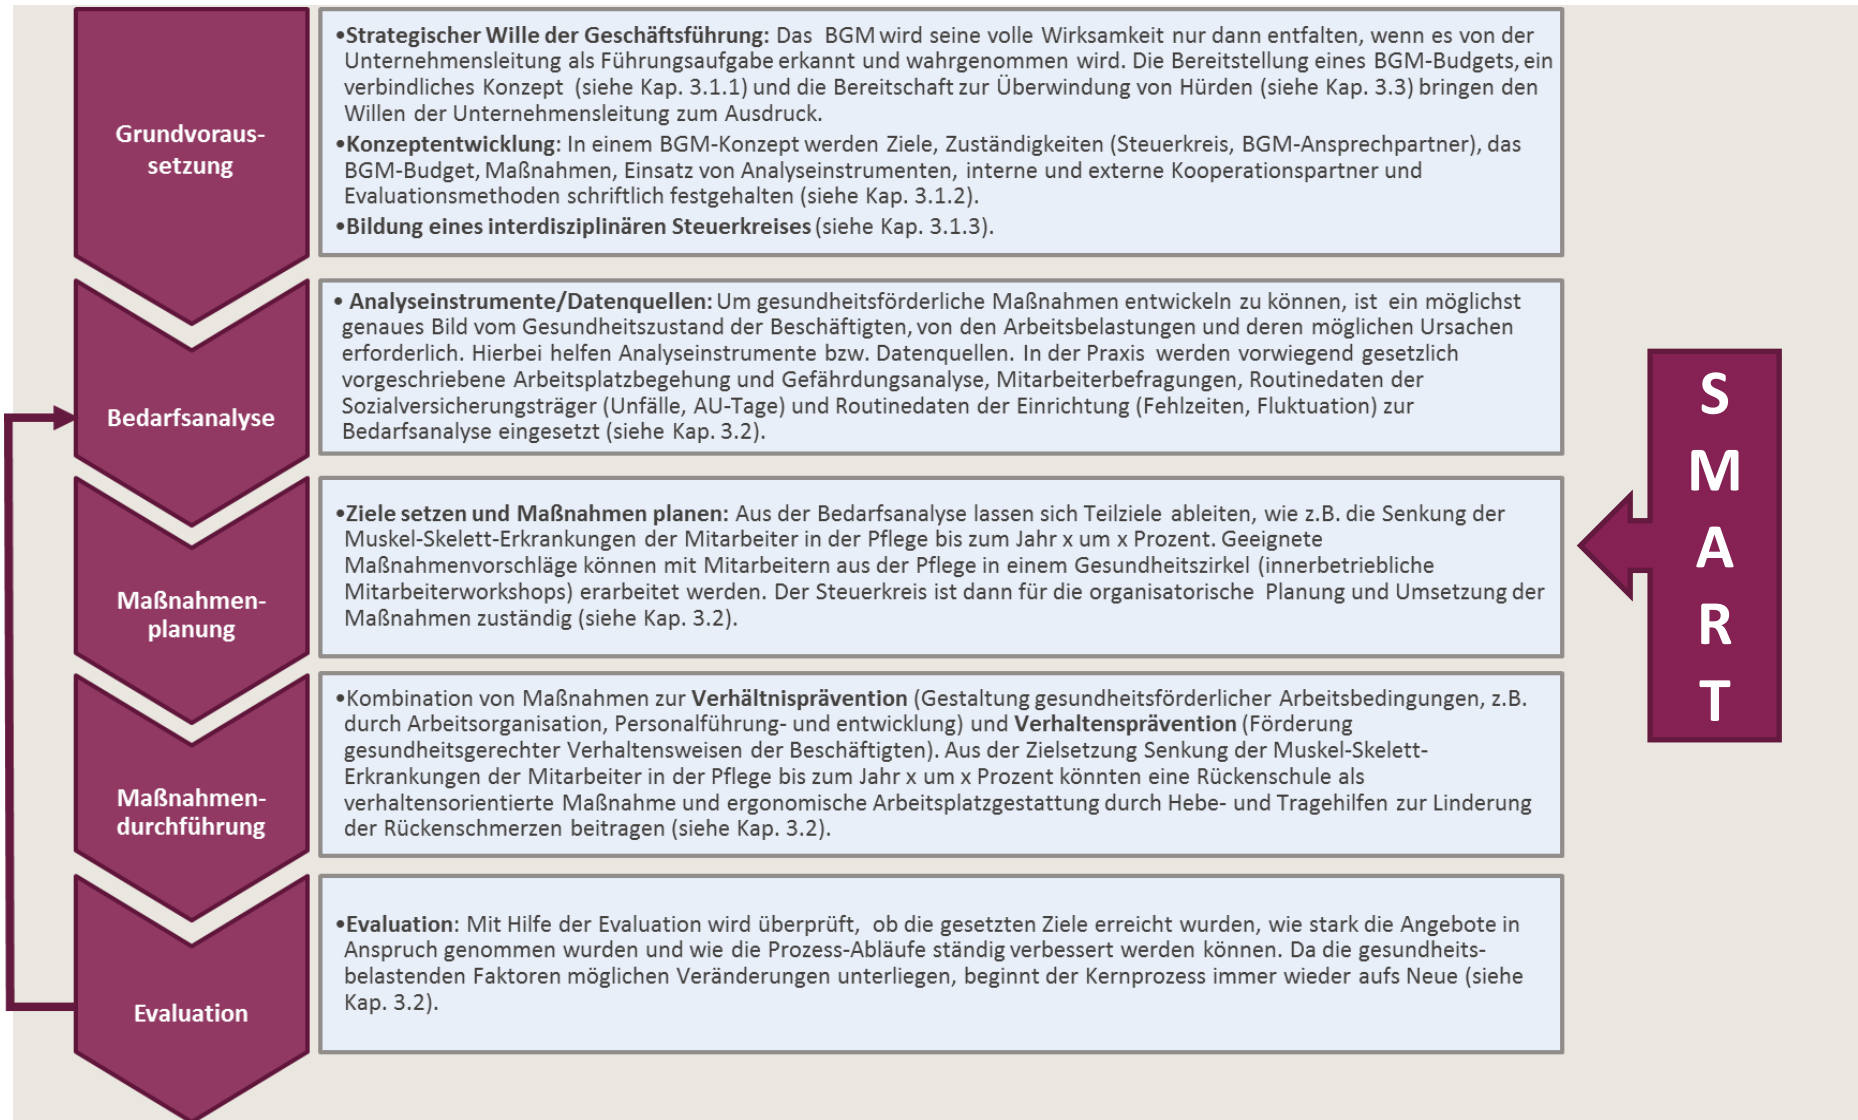 Grundvoraus-
setzung
•Strategischer Wille der Geschäftsführung: Das BGM wird seine volle Wirksamkeit nur dann entfalten, wenn es von der
Unternehmensleitung als Führungsaufgabe erkannt und wahrgenommen wird. Die Bereitstellung eines BGM-Budgets, ein
verbindliches Konzept (siehe Kap. 3.1.1) und die Bereitschaft zur Überwindung von Hürden (siehe Kap. 3.3) bringen den
Willen der Unternehmensleitung zum Ausdruck.
•Konzeptentwicklung: In einem BGM-Konzept werden Ziele, Zuständigkeiten (Steuerkreis, BGM-Ansprechpartner), das
BGM-Budget, Maßnahmen, Einsatz von Analyseinstrumenten, interne und externe Kooperationspartner und
Evaluationsmethoden schriftlich festgehalten (siehe Kap. 3.1.2).
•Bildung eines interdisziplinären Steuerkreises (siehe Kap. 3.1.3).
Bedarfsanalyse
• Analyseinstrumente/Datenquellen: Um gesundheitsförderliche Maßnahmen entwickeln zu können, ist ein möglichst
genaues Bild vom Gesundheitszustand der Beschäftigten, von den Arbeitsbelastungen und deren möglichen Ursachen
erforderlich. Hierbei helfen Analyseinstrumente bzw. Datenquellen. In der Praxis werden vorwiegend gesetzlich
vorgeschriebene Arbeitsplatzbegehung und Gefährdungsanalyse, Mitarbeiterbefragungen, Routinedaten der
Sozialversicherungsträger (Unfälle, AU-Tage) und Routinedaten der Einrichtung (Fehlzeiten, Fluktuation) zur
Bedarfsanalyse eingesetzt (siehe Kap. 3.2).
Maßnahmen-
planung
•Ziele setzen und Maßnahmen planen: Aus der Bedarfsanalyse lassen sich Teilziele ableiten, wie z.B. die Senkung der
Muskel-Skelett-Erkrankungen der Mitarbeiter in der Pflege bis zum Jahr x um x Prozent. Geeignete
Maßnahmenvorschläge können mit Mitarbeitern aus der Pflege in einem Gesundheitszirkel (innerbetriebliche
Mitarbeiterworkshops) erarbeitet werden. Der Steuerkreis ist dann für die organisatorische Planung und Umsetzung der
Maßnahmen zuständig (siehe Kap. 3.2).
Maßnahmen-
durchführung
•Kombination von Maßnahmen zur Verhältnisprävention (Gestaltung gesundheitsförderlicher Arbeitsbedingungen, z.B.
durch Arbeitsorganisation, Personalführung- und entwicklung) und Verhaltensprävention (Förderung
gesundheitsgerechter Verhaltensweisen der Beschäftigten). Aus der Zielsetzung Senkung der Muskel-Skelett-
Erkrankungen der Mitarbeiter in der Pflege bis zum Jahr x um x Prozent könnten eine Rückenschule als
verhaltensorientierte Maßnahme und ergonomische Arbeitsplatzgestattung durch Hebe- und Tragehilfen zur Linderung
der Rückenschmerzen beitragen (siehe Kap. 3.2).
Evaluation
•Evaluation: Mit Hilfe der Evaluation wird überprüft, ob die gesetzten Ziele erreicht wurden, wie stark die Angebote in
Anspruch genommen wurden und wie die Prozess-Abläufe ständig verbessert werden können. Da die gesundheits-
belastenden Faktoren möglichen Veränderungen unterliegen, beginnt der Kernprozess immer wieder aufs Neue (siehe
Kap. 3.2).
S
M
A
R
T